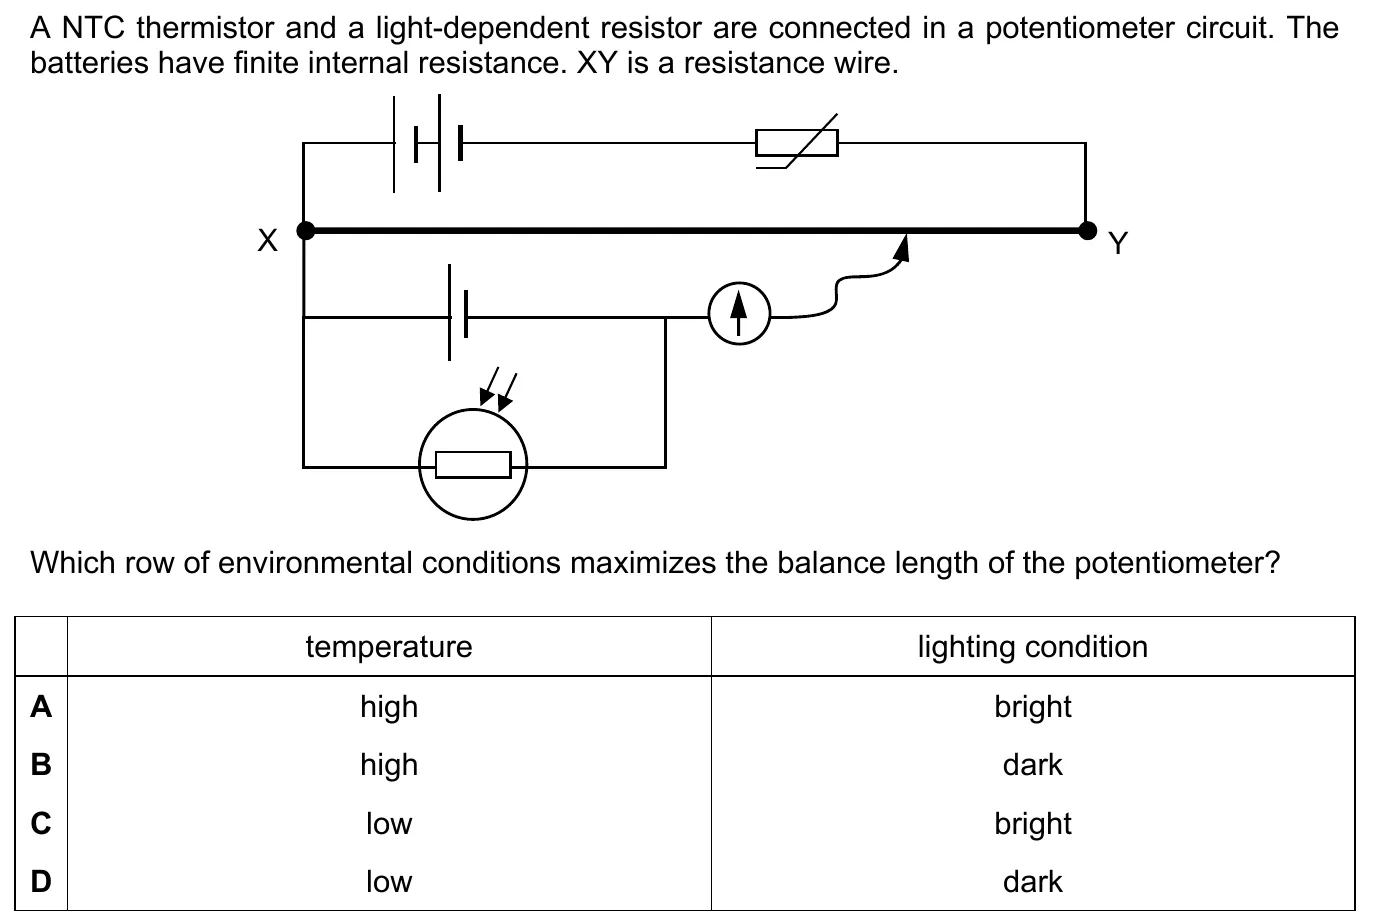 A NTC thermistor and a light-dependent resistor are connected in a potentiometer circuit. The
batteries have finite internal resistance. XY is a resistance wire.
X
Y
Which row of environmental conditions maximizes the balance length of the potentiometer?
temperature lighting condition
A high bright
B high dark
C low bright
D low dark